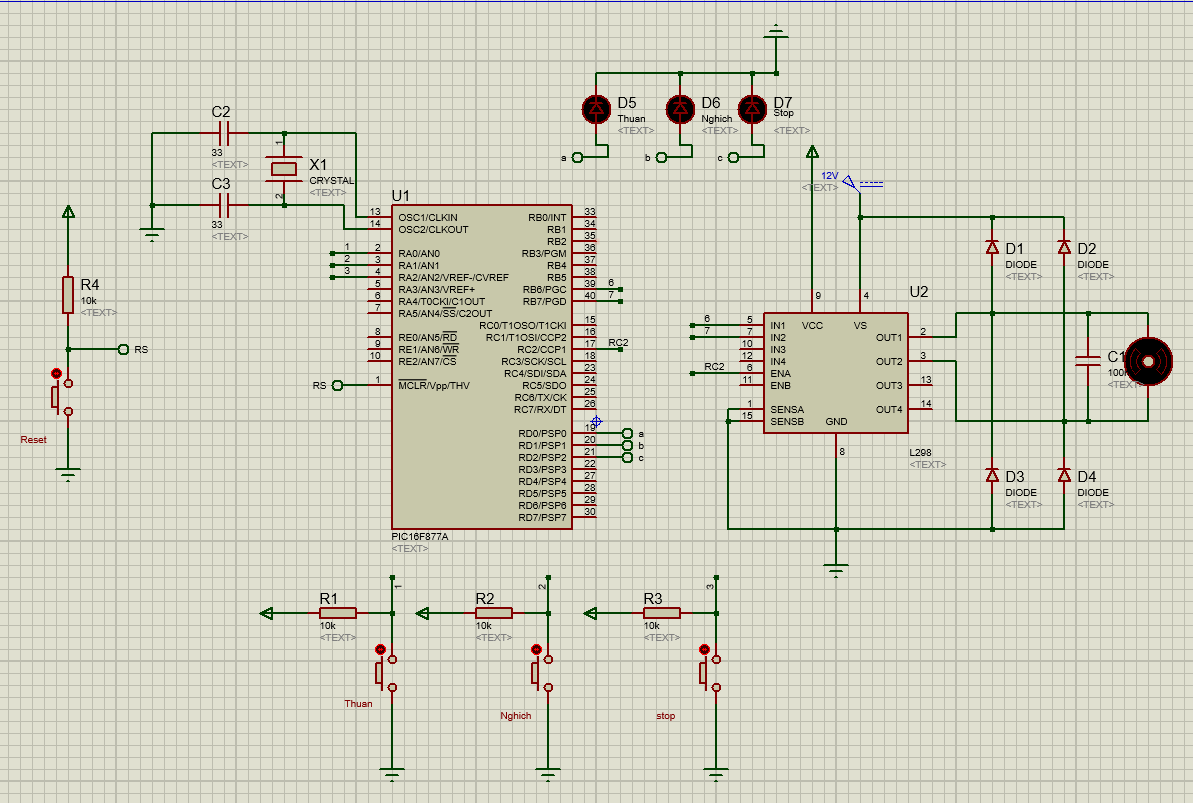 D5
Thuan
<TEXT>
D6
Nghich
<TEXT>
D7
Stop
<TEXT>
a
b
c
C2
33
<TEXT>
C3
33
<TEXT>
1
2
X1
CRYSTAL
<TEXT>
12V
<TEXT>
R4
10k
<TEXT>
RS
Reset
U1
13 OSC1/CLKIN
14 OSC2/CLKOUT
1 2 RA0/AN0
2 3 RA1/AN1
3 4 RA2/AN2/VREF-/CVREF
5 RA3/AN3/VREF+
6 RA4/T0CKI/C1OUT
7 RA5/AN4/SS/C2OUT
8 RE0/AN5/RD
9 RE1/AN6/WR
10 RE2/AN7/CS
RS 1 MCLR/Vpp/THV
RB0/INT 33
RB1 34
RB2 35
RB3/PGM 36
RB4 37
RB5 38
RB6/PGC 39 6
RB7/PGD 40 7
RC0/T1OSO/T1CKI 15
RC1/T1OSI/CCP2 16
RC2/CCP1 17 RC2
RC3/SCK/SCL 18
RC4/SDI/SDA 23
RC5/SDO 24
RC6/TX/CK 25
RC7/RX/DT 26
RD0/PSP0 19 a
RD1/PSP1 20 b
RD2/PSP2 21 c
RD3/PSP3 22
RD4/PSP4 27
RD5/PSP5 28
RD6/PSP6 29
RD7/PSP7 30
PIC16F877A
<TEXT>
U2
9 VCC
4 VS
6 5 IN1
7 7 IN2
10 IN3
12 IN4
RC2 6 ENA
11 ENB
1 SENSA
15 SENSB
GND 8
OUT1 2
OUT2 3
OUT3 13
OUT4 14
L298
<TEXT>
D1
DIODE
<TEXT>
D2
DIODE
<TEXT>
C1
100n
<TEXT>
D3
DIODE
<TEXT>
D4
DIODE
<TEXT>
R1
10k
<TEXT>
1
Thuan
R2
10k
<TEXT>
2
Nghich
R3
10k
<TEXT>
3
stop